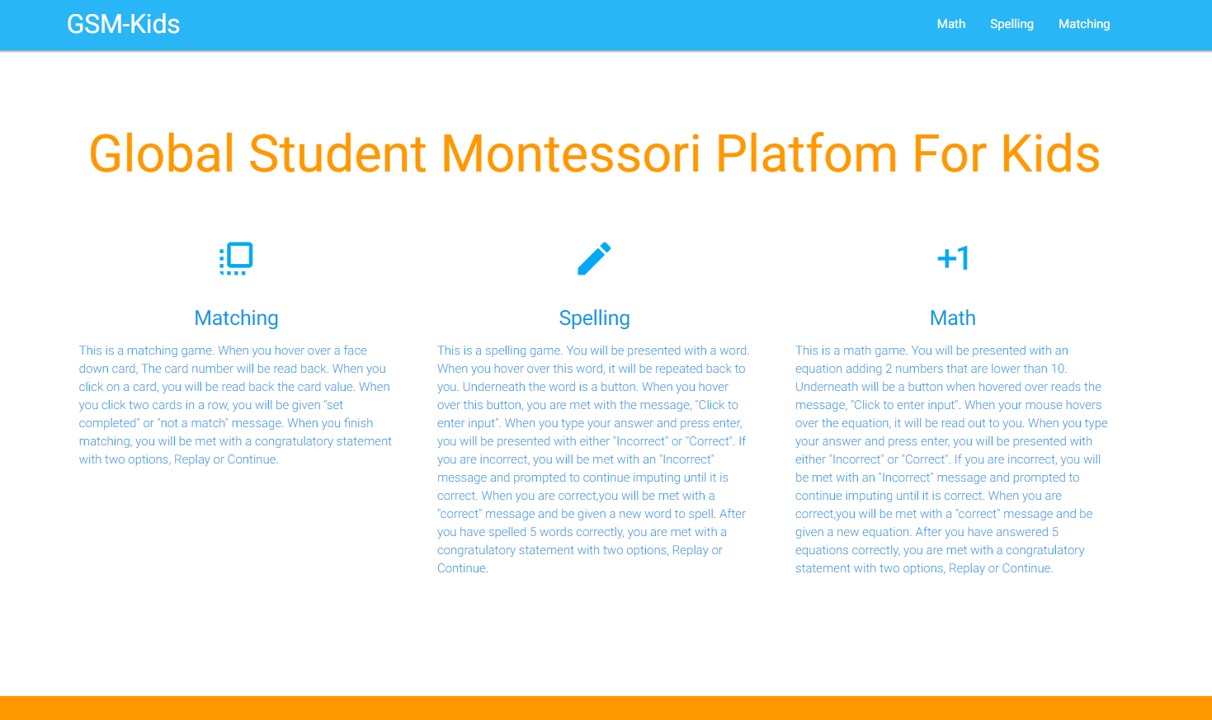 GSM-Kids
Math
Spelling
Matching
Global Student Montessori Platfom For Kids
Matching
This is a matching game. When you hover over a face
down card, The card number will be read back. When you
click on a card, you will be read back the card value. When
you click two cards in a row, you will be given "set
completed" or "not a match" message. When you finish
matching, you will be met with a congratulatory statement
with two options, Replay or Continue.
Spelling
This is a spelling game. You will be presented with a word.
When you hover over this word, it will be repeated back to
you. Underneath the word is a button. When you hover
over this button, you are met with the message, "Click to
enter input". When you type your answer and press enter,
you will be presented with either "Incorrect" or "Correct". If
you are incorrect, you will be met with an "Incorrect"
message and prompted to continue imputing until it is
correct. When you are correct,you will be met with a
"correct" message and be given a new word to spell. After
you have spelled 5 words correctly, you are met with a
congratulatory statement with two options, Replay or
Continue.
+1
Math
This is a math game. You will be presented with an
equation adding 2 numbers that are lower than 10.
Underneath will be a button when hovered over reads the
message, "Click to enter input". When your mouse hovers
over the equation, it will be read out to you. When you type
your answer and press enter, you will be presented with
either "Incorrect" or "Correct". If you are incorrect, you will
be met with an "Incorrect" message and prompted to
continue imputing until it is correct. When you are
correct,you will be met with a "correct" message and be
given a new equation. After you have answered 5
equations correctly, you are met with a congratulatory
statement with two options, Replay or Continue.